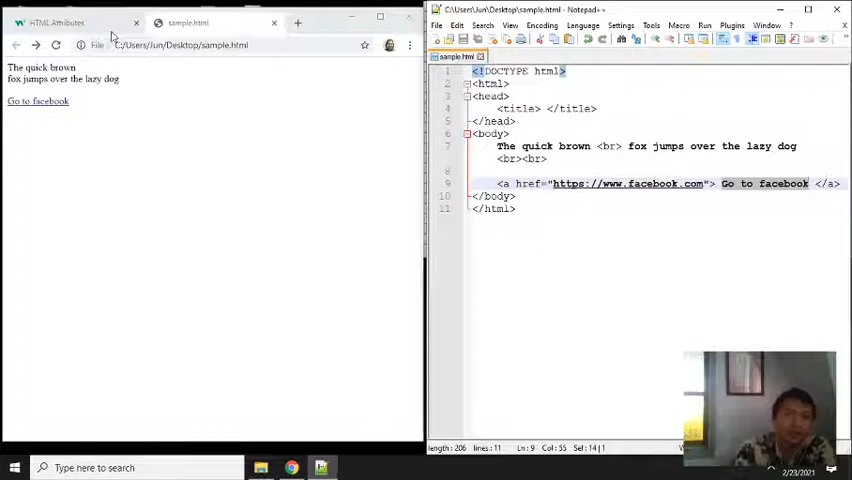 HTML Attributes
sample.html
File
C:/Users/Jun/Desktop/sample.html
The quick brown
fox jumps over the lazy dog
Go to facebook
C:\Users\Jun\Desktop\sample.html - Notepad++
File Edit Search View Encoding Language Settings Tools Macro Run Plugins Window ?
sample.html
1 <!DOCTYPE html>
2 <html>
3 <head>
4 <title> </title>
5 </head>
6 <body>
7 The quick brown <br> fox jumps over the lazy dog
<br><br>
8
9 <a href="https://www.facebook.com"> Go to facebook </a>
10 </body>
11 </html>
length : 206 lines : 11
Ln : 9 Col : 55 Sel : 14 | 1
Type here to search
2/23/2021